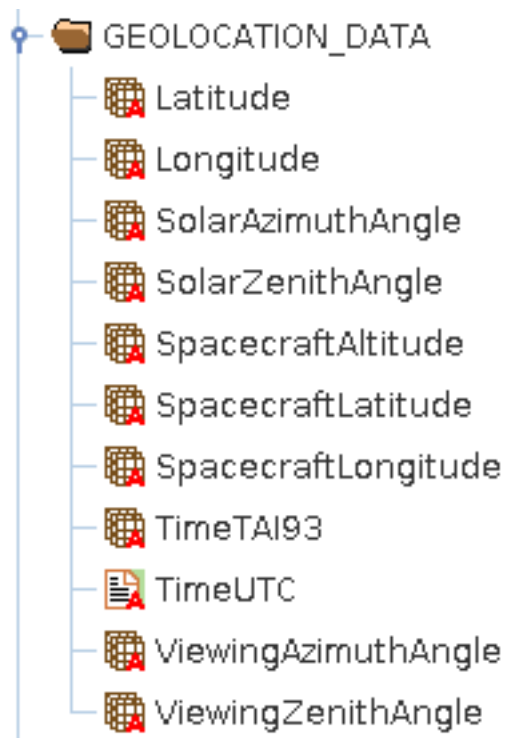 GEOLOCATION_DATA
Latitude
Longitude
SolarAzimuthAngle
SolarZenithAngle
SpacecraftAltitude
SpacecraftLatitude
SpacecraftLongitude
TimeTAI93
TimeUTC
ViewingAzimuthAngle
ViewingZenithAngle